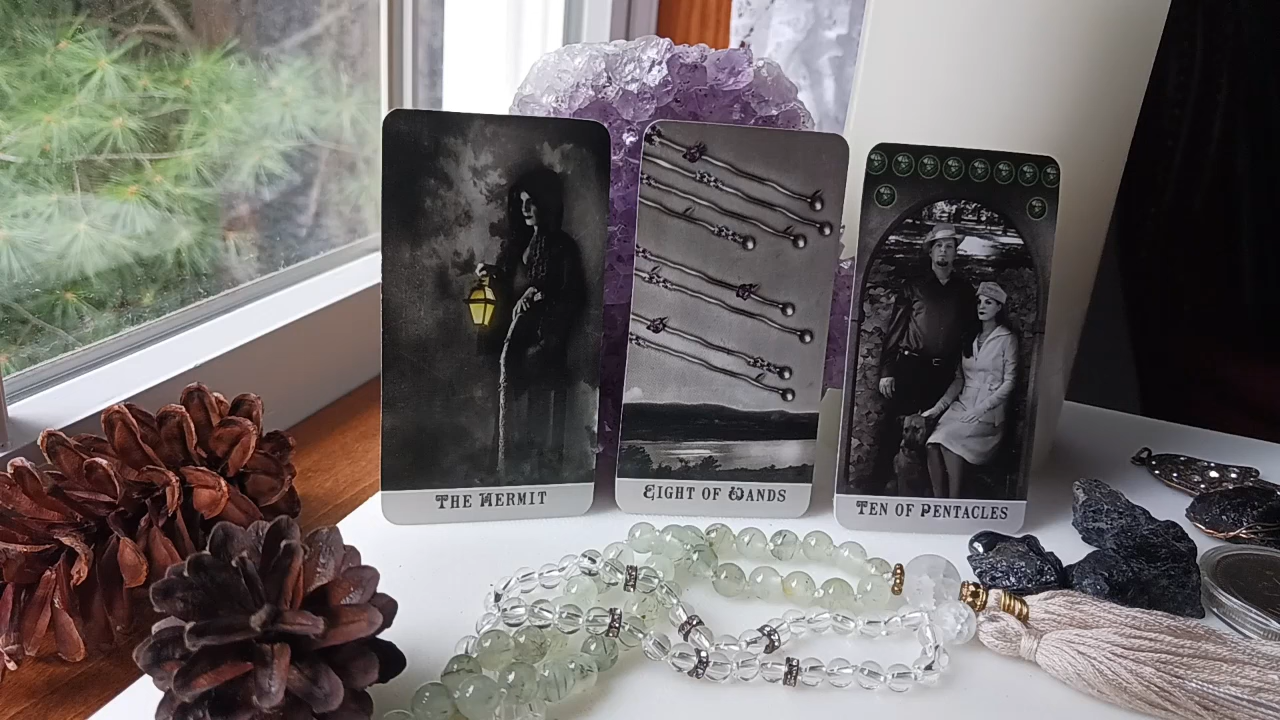 THE HERMIT
EIGHT OF WANDS
TEN OF PENTACLES